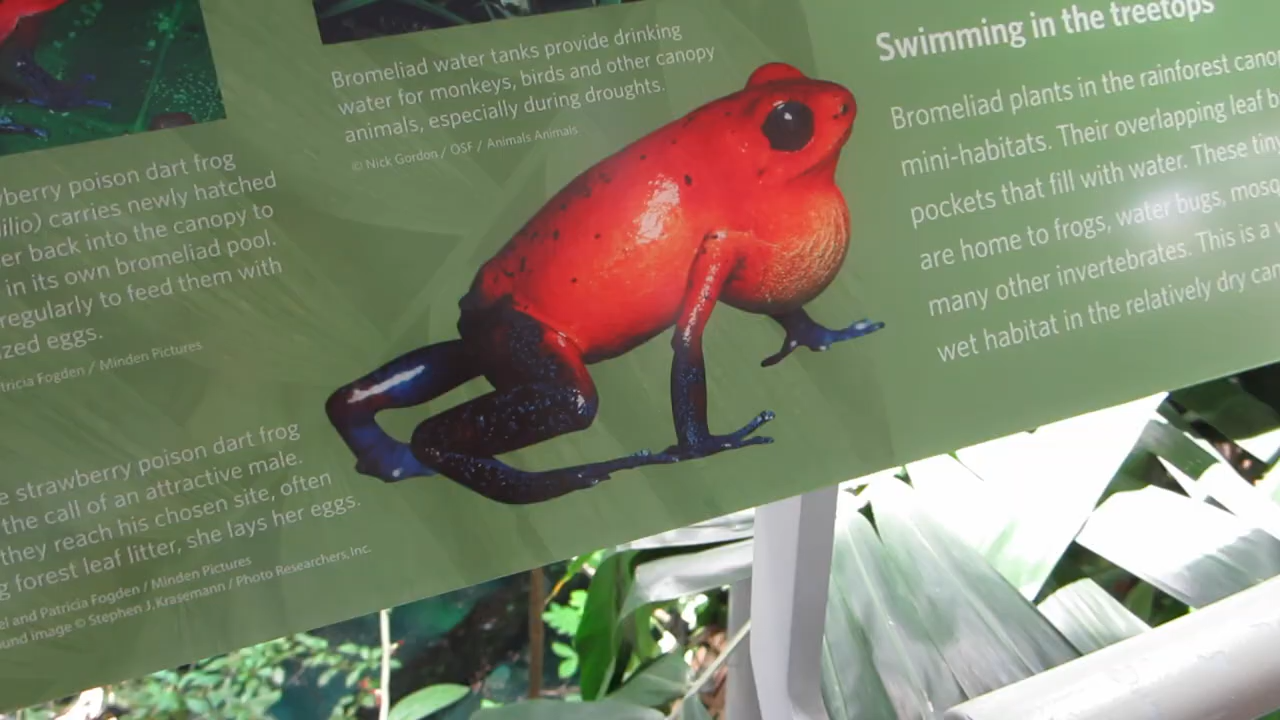 Bromeliad water tanks provide drinking
water for monkeys, birds and other canopy
animals, especially during droughts.
© Nick Gordon / OSF / Animals Animals
Swimming in the treetops
Bromeliad plants in the rainforest
mini-habitats. Their overlapping leaf
pockets that fill with water. These tiny
are home to frogs, water bugs,
many other invertebrates. This is a
wet habitat in the relatively dry
poison dart frog
carries newly hatched
back into the canopy to
in its own bromeliad pool.
regularly to feed them with
eggs.
Fogden / Minden Pictures
strawberry poison dart frog
the call of an attractive male.
they reach his chosen site, often
forest leaf litter, she lays her eggs.
and Patricia Fogden / Minden Pictures
image © Stephen J. Krasemann / Photo Researchers, Inc.